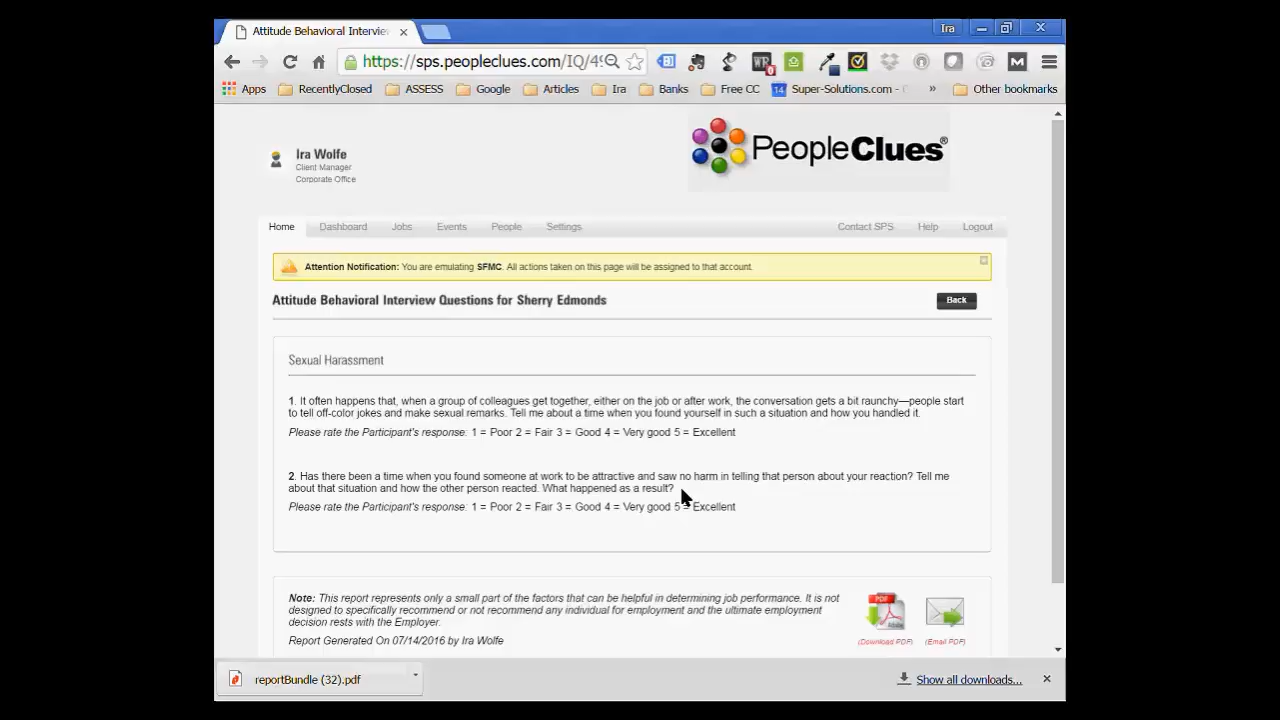 Attitude Behavioral Intervie
Ira
https://sps.peopleclues.com/IQ/49
Apps RecentlyClosed ASSESS Google Articles Ira Banks Free CC 14 Super-Solutions.com - » Other bookmarks
Ira Wolfe
Client Manager
Corporate Office
PeopleClues®
Home Dashboard Jobs Events People Settings Contact SPS Help Logout
Attention Notification: You are emulating SFMC. All actions taken on this page will be assigned to that account.
Attitude Behavioral Interview Questions for Sherry Edmonds Back
Sexual Harassment
1. It often happens that, when a group of colleagues get together, either on the job or after work, the conversation gets a bit raunchy—people start
to tell off-color jokes and make sexual remarks. Tell me about a time when you found yourself in such a situation and how you handled it.
Please rate the Participant's response: 1 = Poor 2 = Fair 3 = Good 4 = Very good 5 = Excellent
2. Has there been a time when you found someone at work to be attractive and saw no harm in telling that person about your reaction? Tell me
about that situation and how the other person reacted. What happened as a result?
Please rate the Participant's response: 1 = Poor 2 = Fair 3 = Good 4 = Very good 5 = Excellent
Note: This report represents only a small part of the factors that can be helpful in determining job performance. It is not
designed to specifically recommend or not recommend any individual for employment and the ultimate employment
decision rests with the Employer.
Report Generated On 07/14/2016 by Ira Wolfe
PDF
Adobe
(Download PDF) (Email PDF)
reportBundle (32).pdf Show all downloads...